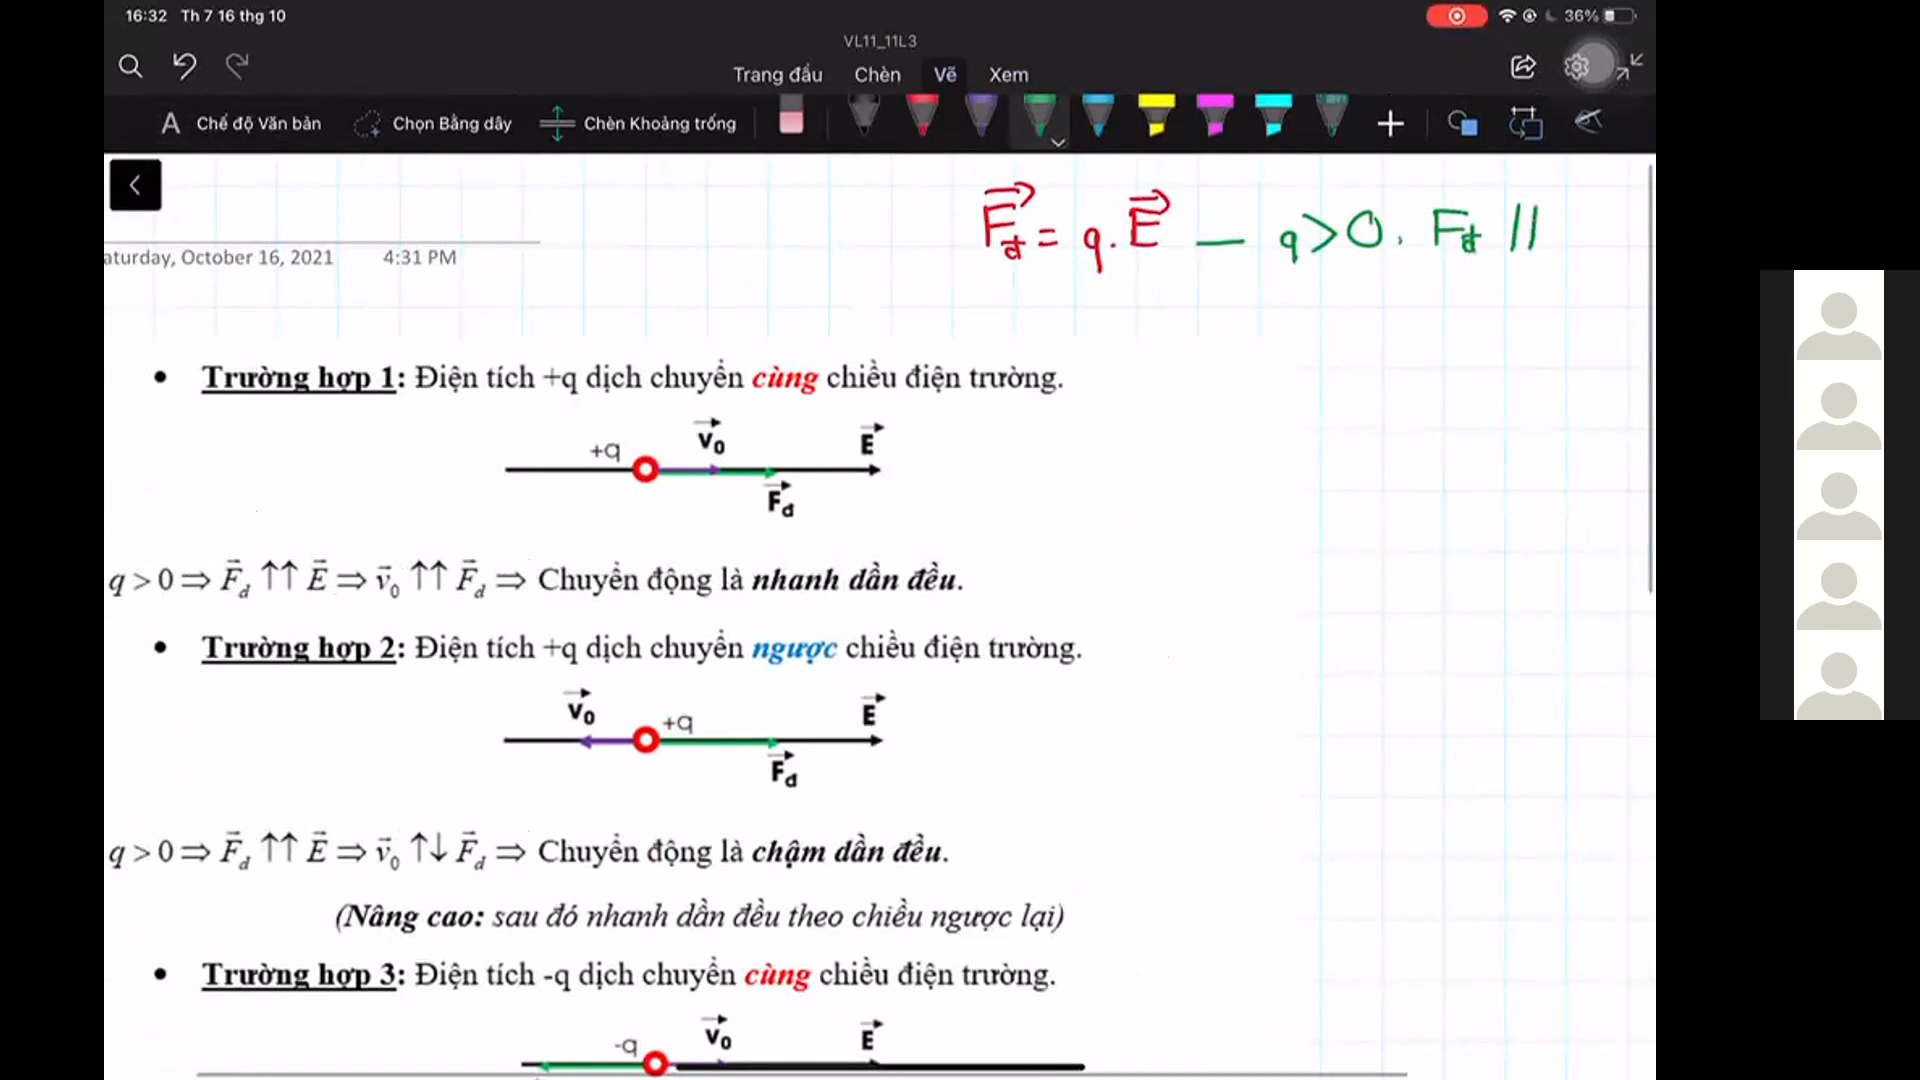 16:32 Th 7 16 thg 10
36%
VL11_11L3
Trang đầu Chèn Vẽ Xem
A Chế độ Văn bản Chọn Bằng dây Chèn Khoảng trống
F⃗đ = q.E⃗ — q>0. Fđ //
aturday, October 16, 2021 4:31 PM
• Trường hợp 1: Điện tích +q dịch chuyển cùng chiều điện trường.
+q v⃗₀ E⃗
F⃗đ
q > 0 ⇒ F⃗d ↑↑ E⃗ ⇒ v⃗₀ ↑↑ F⃗d ⇒ Chuyển động là nhanh dần đều.
• Trường hợp 2: Điện tích +q dịch chuyển ngược chiều điện trường.
v⃗₀ +q E⃗
F⃗đ
q > 0 ⇒ F⃗d ↑↑ E⃗ ⇒ v⃗₀ ↑↓ F⃗d ⇒ Chuyển động là chậm dần đều.
(Nâng cao: sau đó nhanh dần đều theo chiều ngược lại)
• Trường hợp 3: Điện tích -q dịch chuyển cùng chiều điện trường.
-q v⃗₀ E⃗